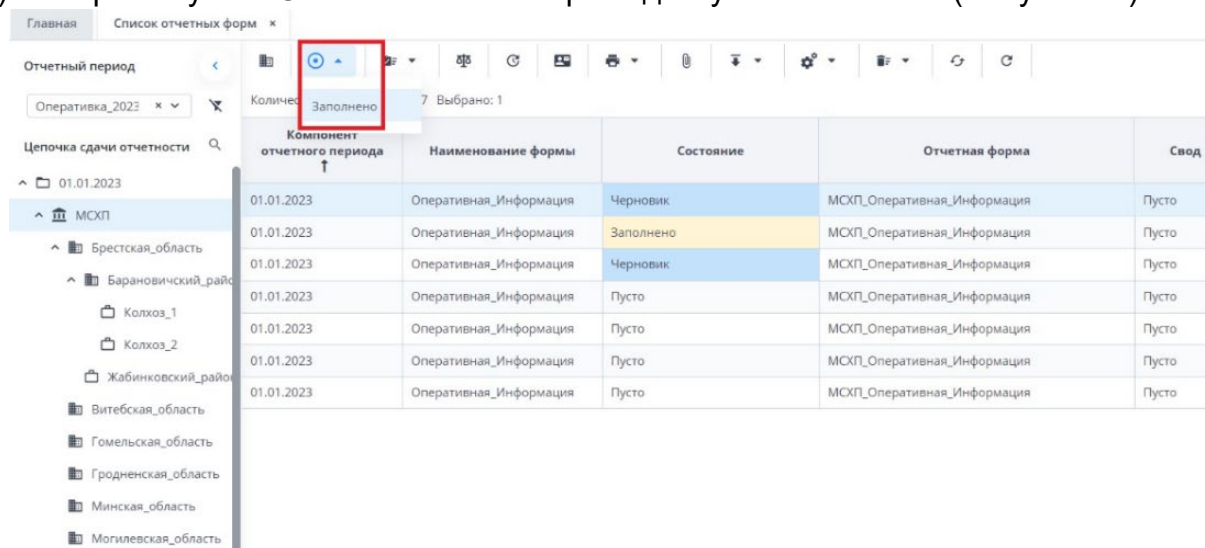 Главная Список отчетных форм ×
Отчетный период
Оперативка_2023 ×
Количес 7 Выбрано: 1
Заполнено
Цепочка сдачи отчетности
01.01.2023
МСХП
Брестская_область
Барановичский_райо
Колхоз_1
Колхоз_2
Жабинковский_район
Витебская_область
Гомельская_область
Гродненская_область
Минская_область
Могилевская_область
Компонент отчетного периода ↑ Наименование формы Состояние Отчетная форма Свод
01.01.2023 Оперативная_Информация Черновик МСХП_Оперативная_Информация Пусто
01.01.2023 Оперативная_Информация Заполнено МСХП_Оперативная_Информация Пусто
01.01.2023 Оперативная_Информация Черновик МСХП_Оперативная_Информация Пусто
01.01.2023 Оперативная_Информация Пусто МСХП_Оперативная_Информация Пусто
01.01.2023 Оперативная_Информация Пусто МСХП_Оперативная_Информация Пусто
01.01.2023 Оперативная_Информация Пусто МСХП_Оперативная_Информация Пусто
01.01.2023 Оперативная_Информация Пусто МСХП_Оперативная_Информация Пусто